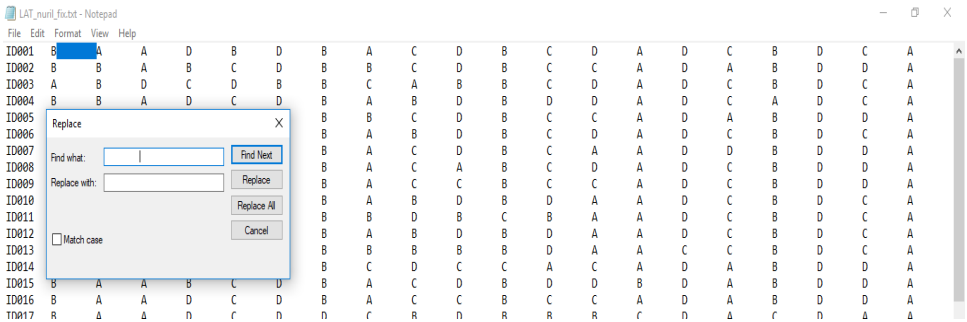 LAT_nuril_fix.txt - Notepad
File Edit Format View Help
ID001 B A A D B D B A C D B C D A D C B D C A
ID002 B B A B C D B B C D B C C A D A B D D A
ID003 A B D C D B B C A B B C D A D C B D C A
ID004 B B A D C D B A B D B D D A D C A D C A
ID005 B B C D B C C A D A B D D A
ID006 B A B D B C D A D C B D C A
ID007 B A C D B C A A D D B D D A
ID008 B A C A B C D A D C B D D A
ID009 B A C C B C C A D C B D D A
ID010 B A B D B D A A D C B D C A
ID011 B B D B C B A A D C B D C A
ID012 B A B D B D A A D C B D C A
ID013 B B B B B D A A C C B D C A
ID014 B C D C C A C A D A B D D A
ID015 B A A B C D B A C D B D D B D A B D D A
ID016 B A A D C D B A C C B C C A D A B D D A
ID017 B A A D C D D C B D B B B C D A C D A A
Replace
Find what:
Find Next
Replace with:
Replace
Replace All
Cancel
Match case